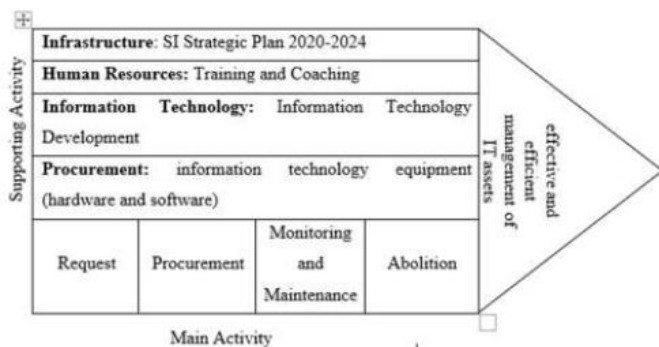 Supporting Activity
Infrastructure: SI Strategic Plan 2020-2024
Human Resources: Training and Coaching
Information Technology: Information Technology
Development
Procurement: information technology equipment
(hardware and software)
Request
Procurement
Monitoring
and
Maintenance
Abolition
effective and
efficient
management of
IT assets
Main Activity